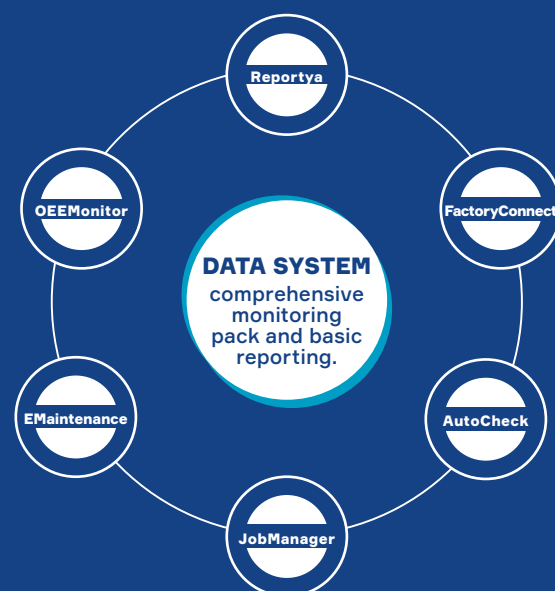 Reportya
OEEMonitor
FactoryConnect
DATA SYSTEM
comprehensive
monitoring
pack and basic
reporting.
EMaintenance
AutoCheck
JobManager